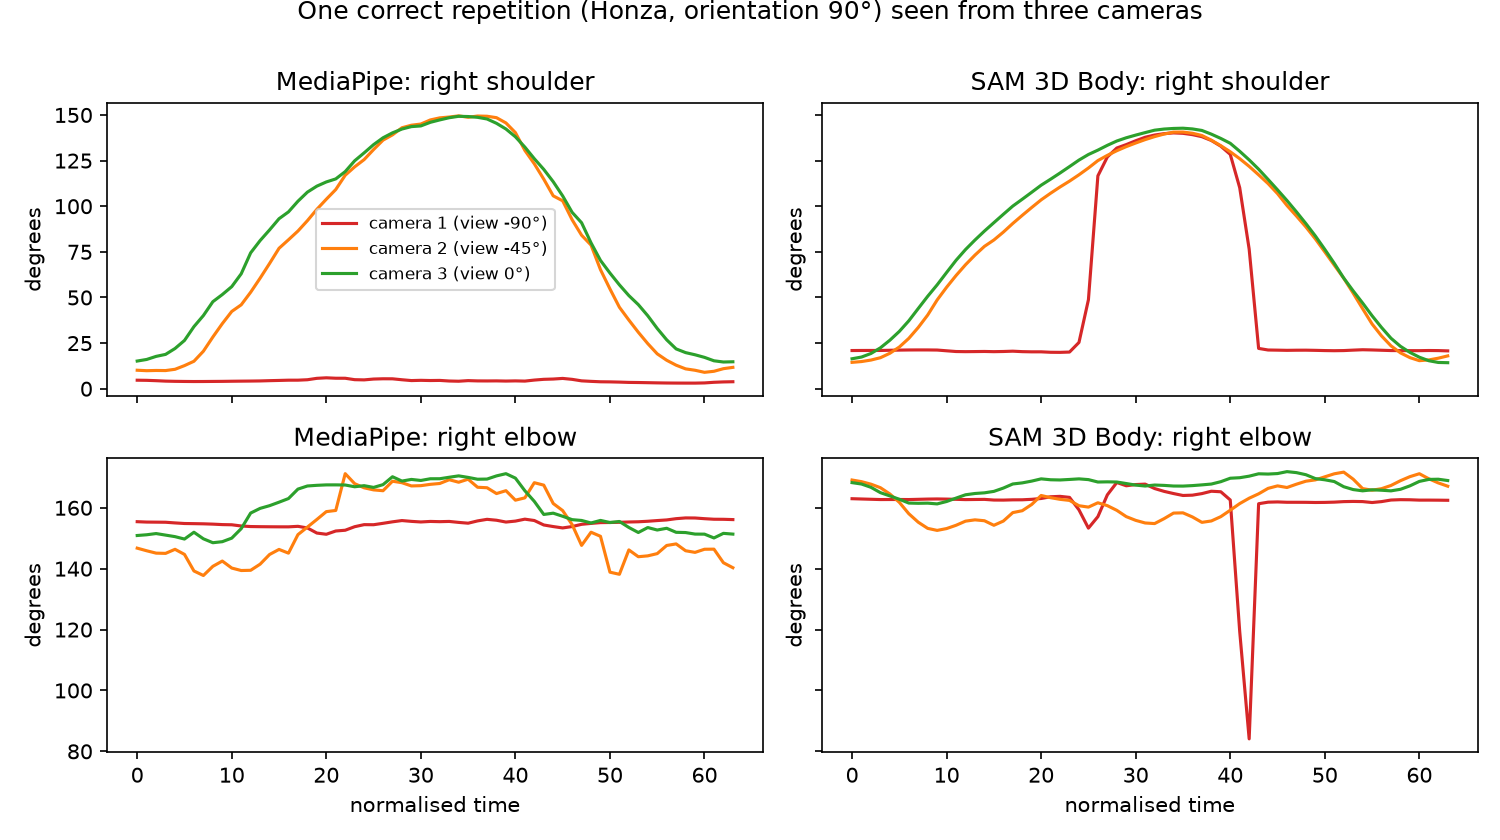 One correct repetition (Honza, orientation 90°) seen from three cameras
MediaPipe: right shoulder
SAM 3D Body: right shoulder
150
125
100
75
50
25
0
degrees
degrees
camera 1 (view -90°)
camera 2 (view -45°)
camera 3 (view 0°)
MediaPipe: right elbow
SAM 3D Body: right elbow
160
140
120
100
80
degrees
degrees
0 10 20 30 40 50 60
0 10 20 30 40 50 60
normalised time
normalised time